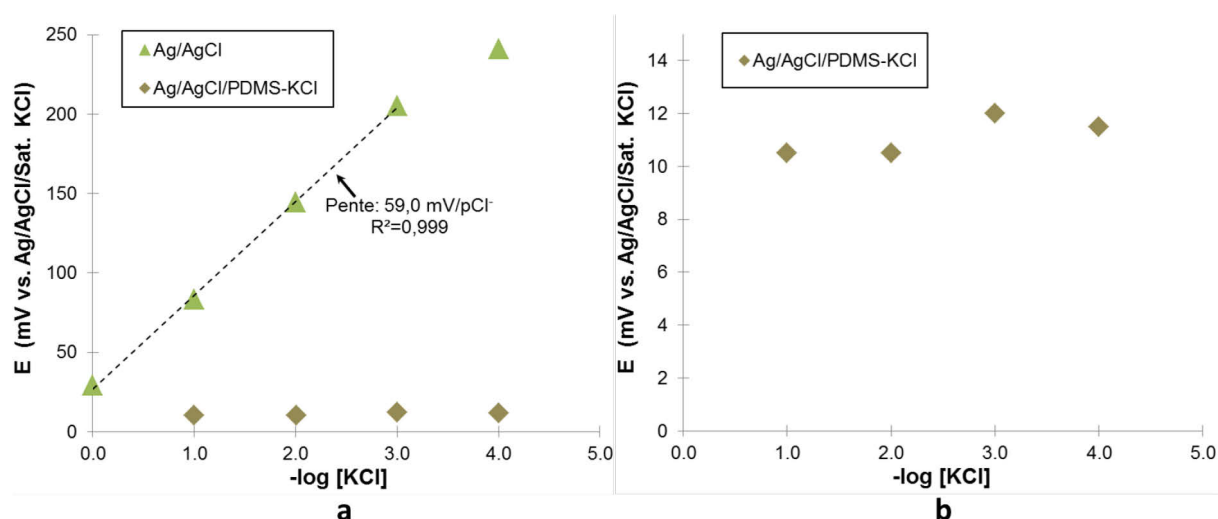 250
200
150
100
50
0
E (mV vs. Ag/AgCl/Sat. KCl)
Ag/AgCl
Ag/AgCl/PDMS-KCl
Pente: 59,0 mV/pCl⁻
R²=0,999
0.0 1.0 2.0 3.0 4.0 5.0
-log [KCl]
a
14
12
10
8
6
4
2
0
E (mV vs. Ag/AgCl/Sat. KCl)
Ag/AgCl/PDMS-KCl
0.0 1.0 2.0 3.0 4.0 5.0
-log [KCl]
b